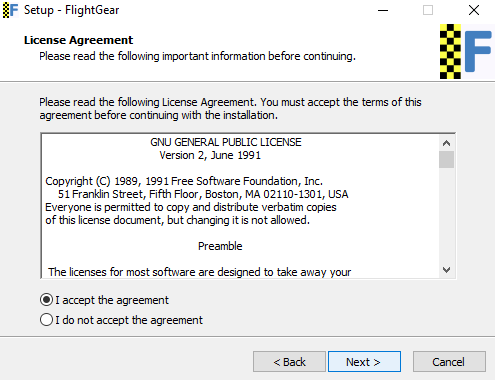 Setup - FlightGear
License Agreement
Please read the following important information before continuing.
F
Please read the following License Agreement. You must accept the terms of this
agreement before continuing with the installation.
GNU GENERAL PUBLIC LICENSE
Version 2, June 1991
Copyright (C) 1989, 1991 Free Software Foundation, Inc.
51 Franklin Street, Fifth Floor, Boston, MA 02110-1301, USA
Everyone is permitted to copy and distribute verbatim copies
of this license document, but changing it is not allowed.
Preamble
The licenses for most software are designed to take away your
I accept the agreement
I do not accept the agreement
< Back
Next >
Cancel